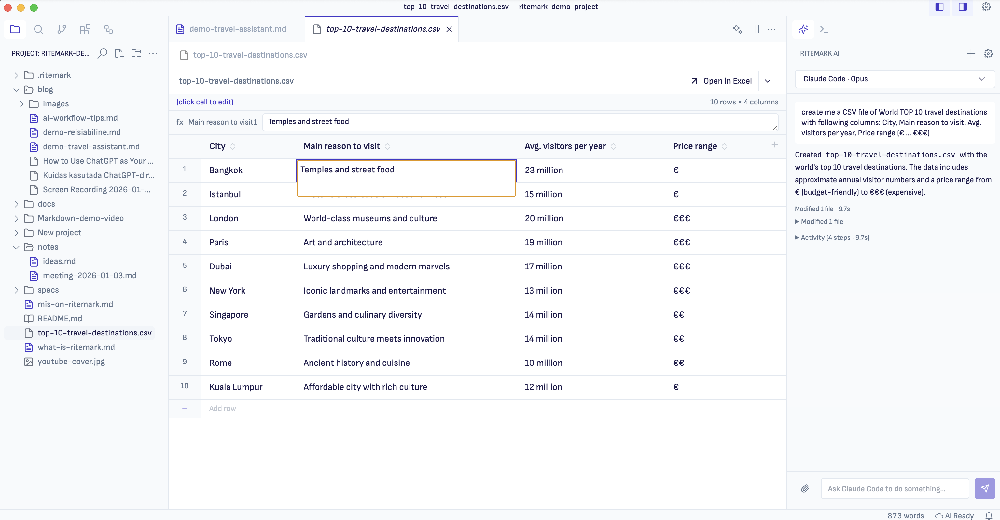 top-10-travel-destinations.csv — ritemark-demo-project
PROJECT: RITEMARK-DE...
.ritemark
blog
images
ai-workflow-tips.md
demo-reisiabiline.md
demo-travel-assistant.md
How to Use ChatGPT as Your ...
Kuidas kasutada ChatGPT-d r...
Screen Recording 2026-01-...
docs
Markdown-demo-video
New project
notes
ideas.md
meeting-2026-01-03.md
specs
mis-on-ritemark.md
README.md
top-10-travel-destinations.csv
what-is-ritemark.md
youtube-cover.jpg
demo-travel-assistant.md
top-10-travel-destinations.csv
top-10-travel-destinations.csv
top-10-travel-destinations.csv
Open in Excel
(click cell to edit)
10 rows × 4 columns
fx Main reason to visit1 Temples and street food
City Main reason to visit Avg. visitors per year Price range
1 Bangkok Temples and street food 23 million €
2 Istanbul 15 million €
3 London World-class museums and culture 20 million €€€
4 Paris Art and architecture 19 million €€€
5 Dubai Luxury shopping and modern marvels 17 million €€€
6 New York Iconic landmarks and entertainment 13 million €€€
7 Singapore Gardens and culinary diversity 14 million €€
8 Tokyo Traditional culture meets innovation 14 million €€
9 Rome Ancient history and cuisine 10 million €€
10 Kuala Lumpur Affordable city with rich culture 12 million €
+ Add row
RITEMARK AI
Claude Code · Opus
create me a CSV file of World TOP 10 travel destinations
with following columns: City, Main reason to visit, Avg.
visitors per year, Price range (€ ... €€€)
Created top-10-travel-destinations.csv with the
world's top 10 travel destinations. The data includes
approximate annual visitor numbers and a price range from
€ (budget-friendly) to €€€ (expensive).
Modified 1 file 9.7s
Modified 1 file
Activity (4 steps · 9.7s)
Ask Claude Code to do something...
873 words
AI Ready